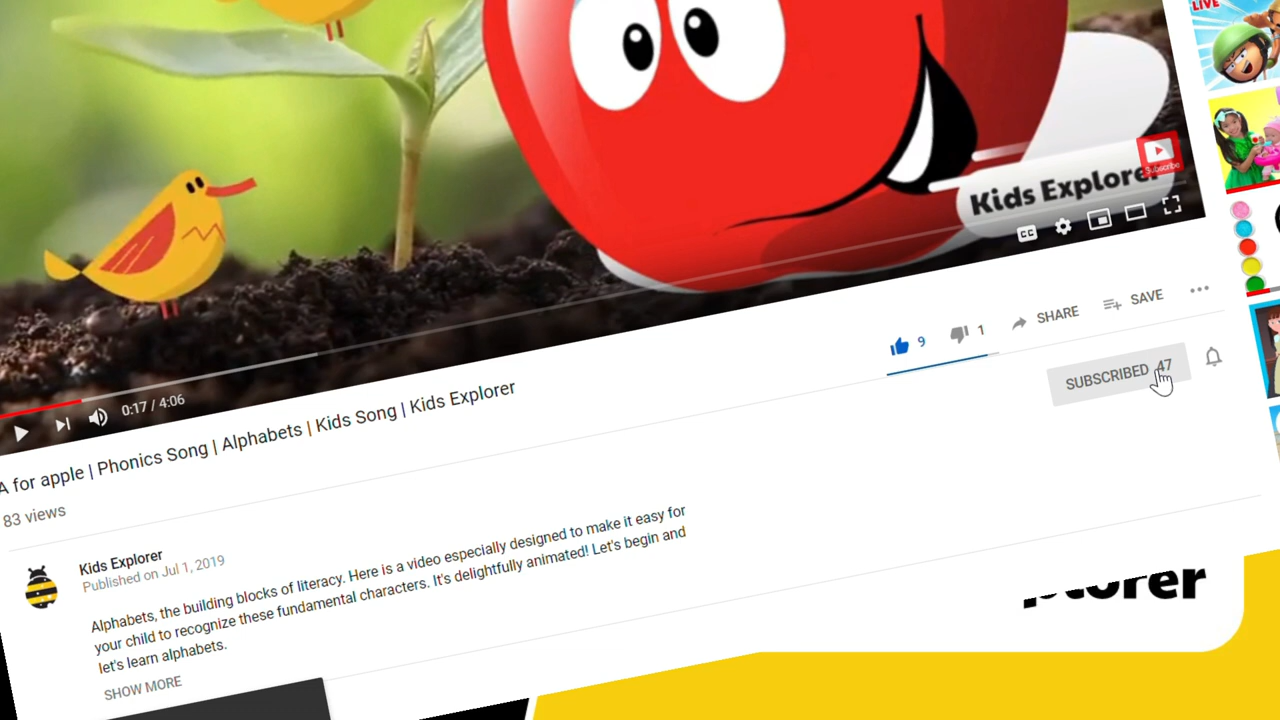 LIVE
Kids Explorer
Subscribe
CC
0:17 / 4:06
A for apple | Phonics Song | Alphabets | Kids Song | Kids Explorer
83 views
9
1
SHARE
SAVE
SUBSCRIBED 47
Kids Explorer
Published on Jul 1, 2019
Alphabets, the building blocks of literacy. Here is a video especially designed to make it easy for
your child to recognize these fundamental characters. It's delightfully animated! Let's begin and
let's learn alphabets.
SHOW MORE